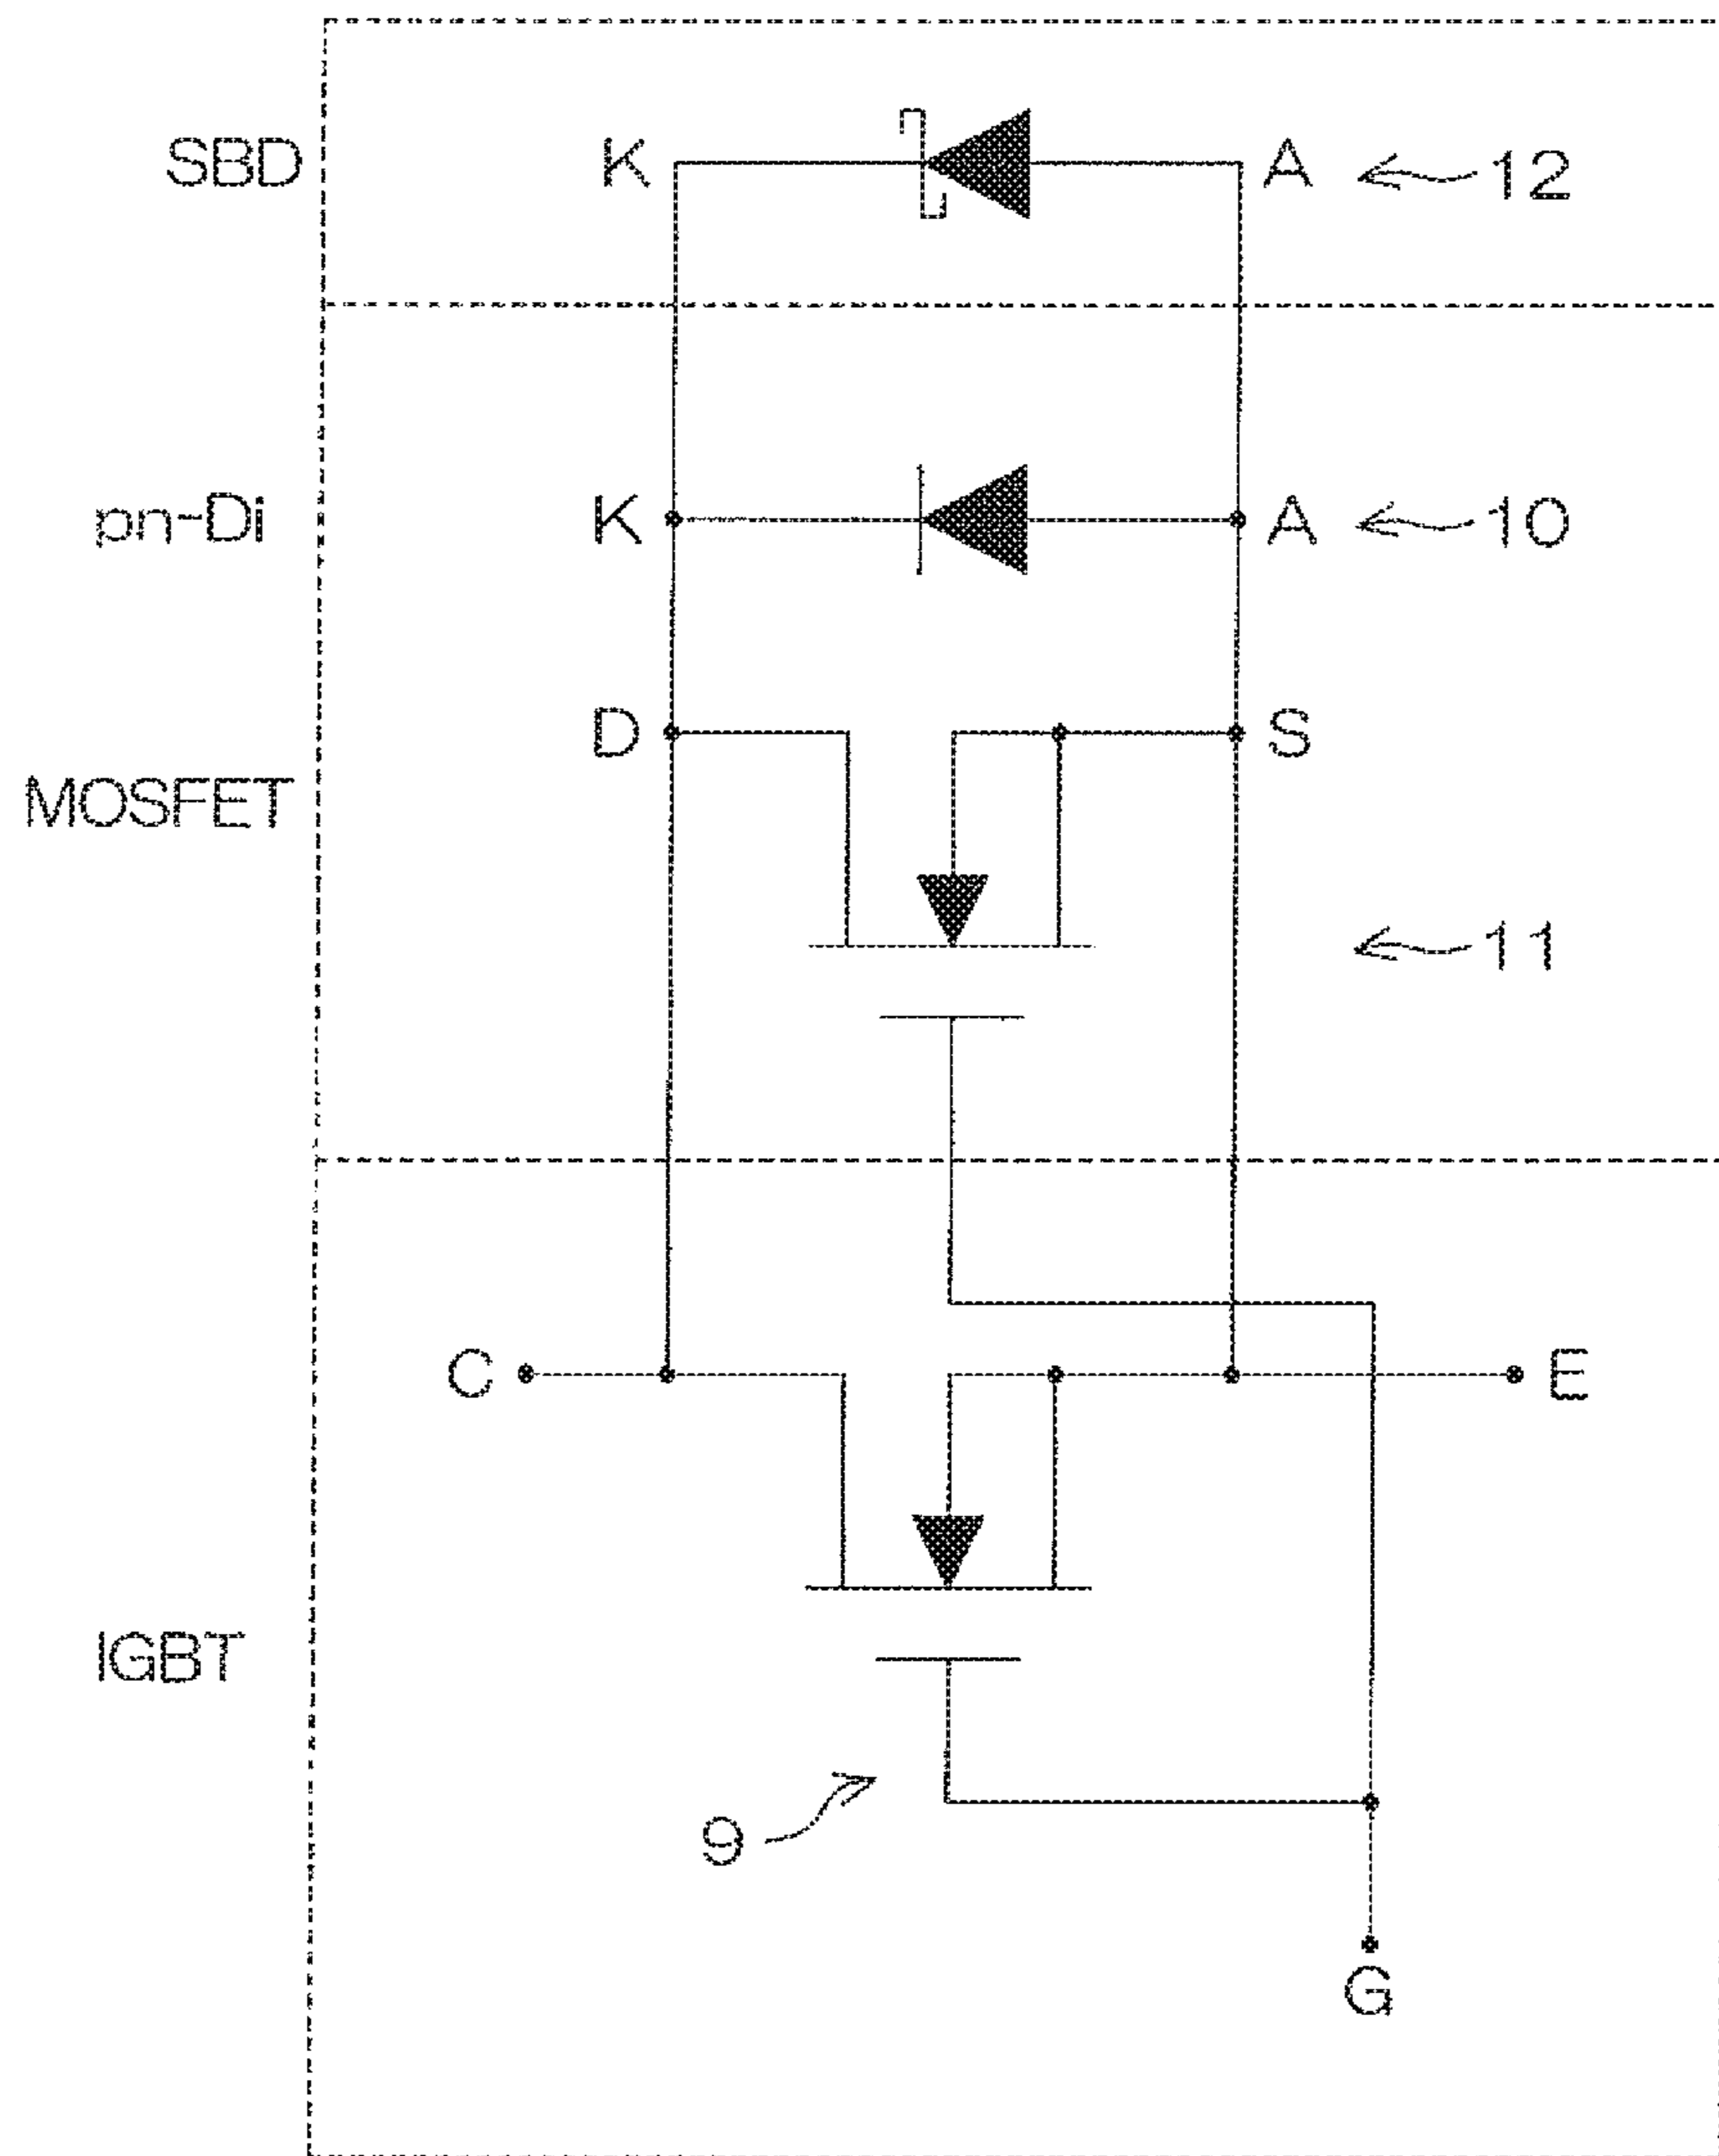 SBD K A 12
pn-Di K A 10
D S
MOSFET
11
C E
IGBT
9
G